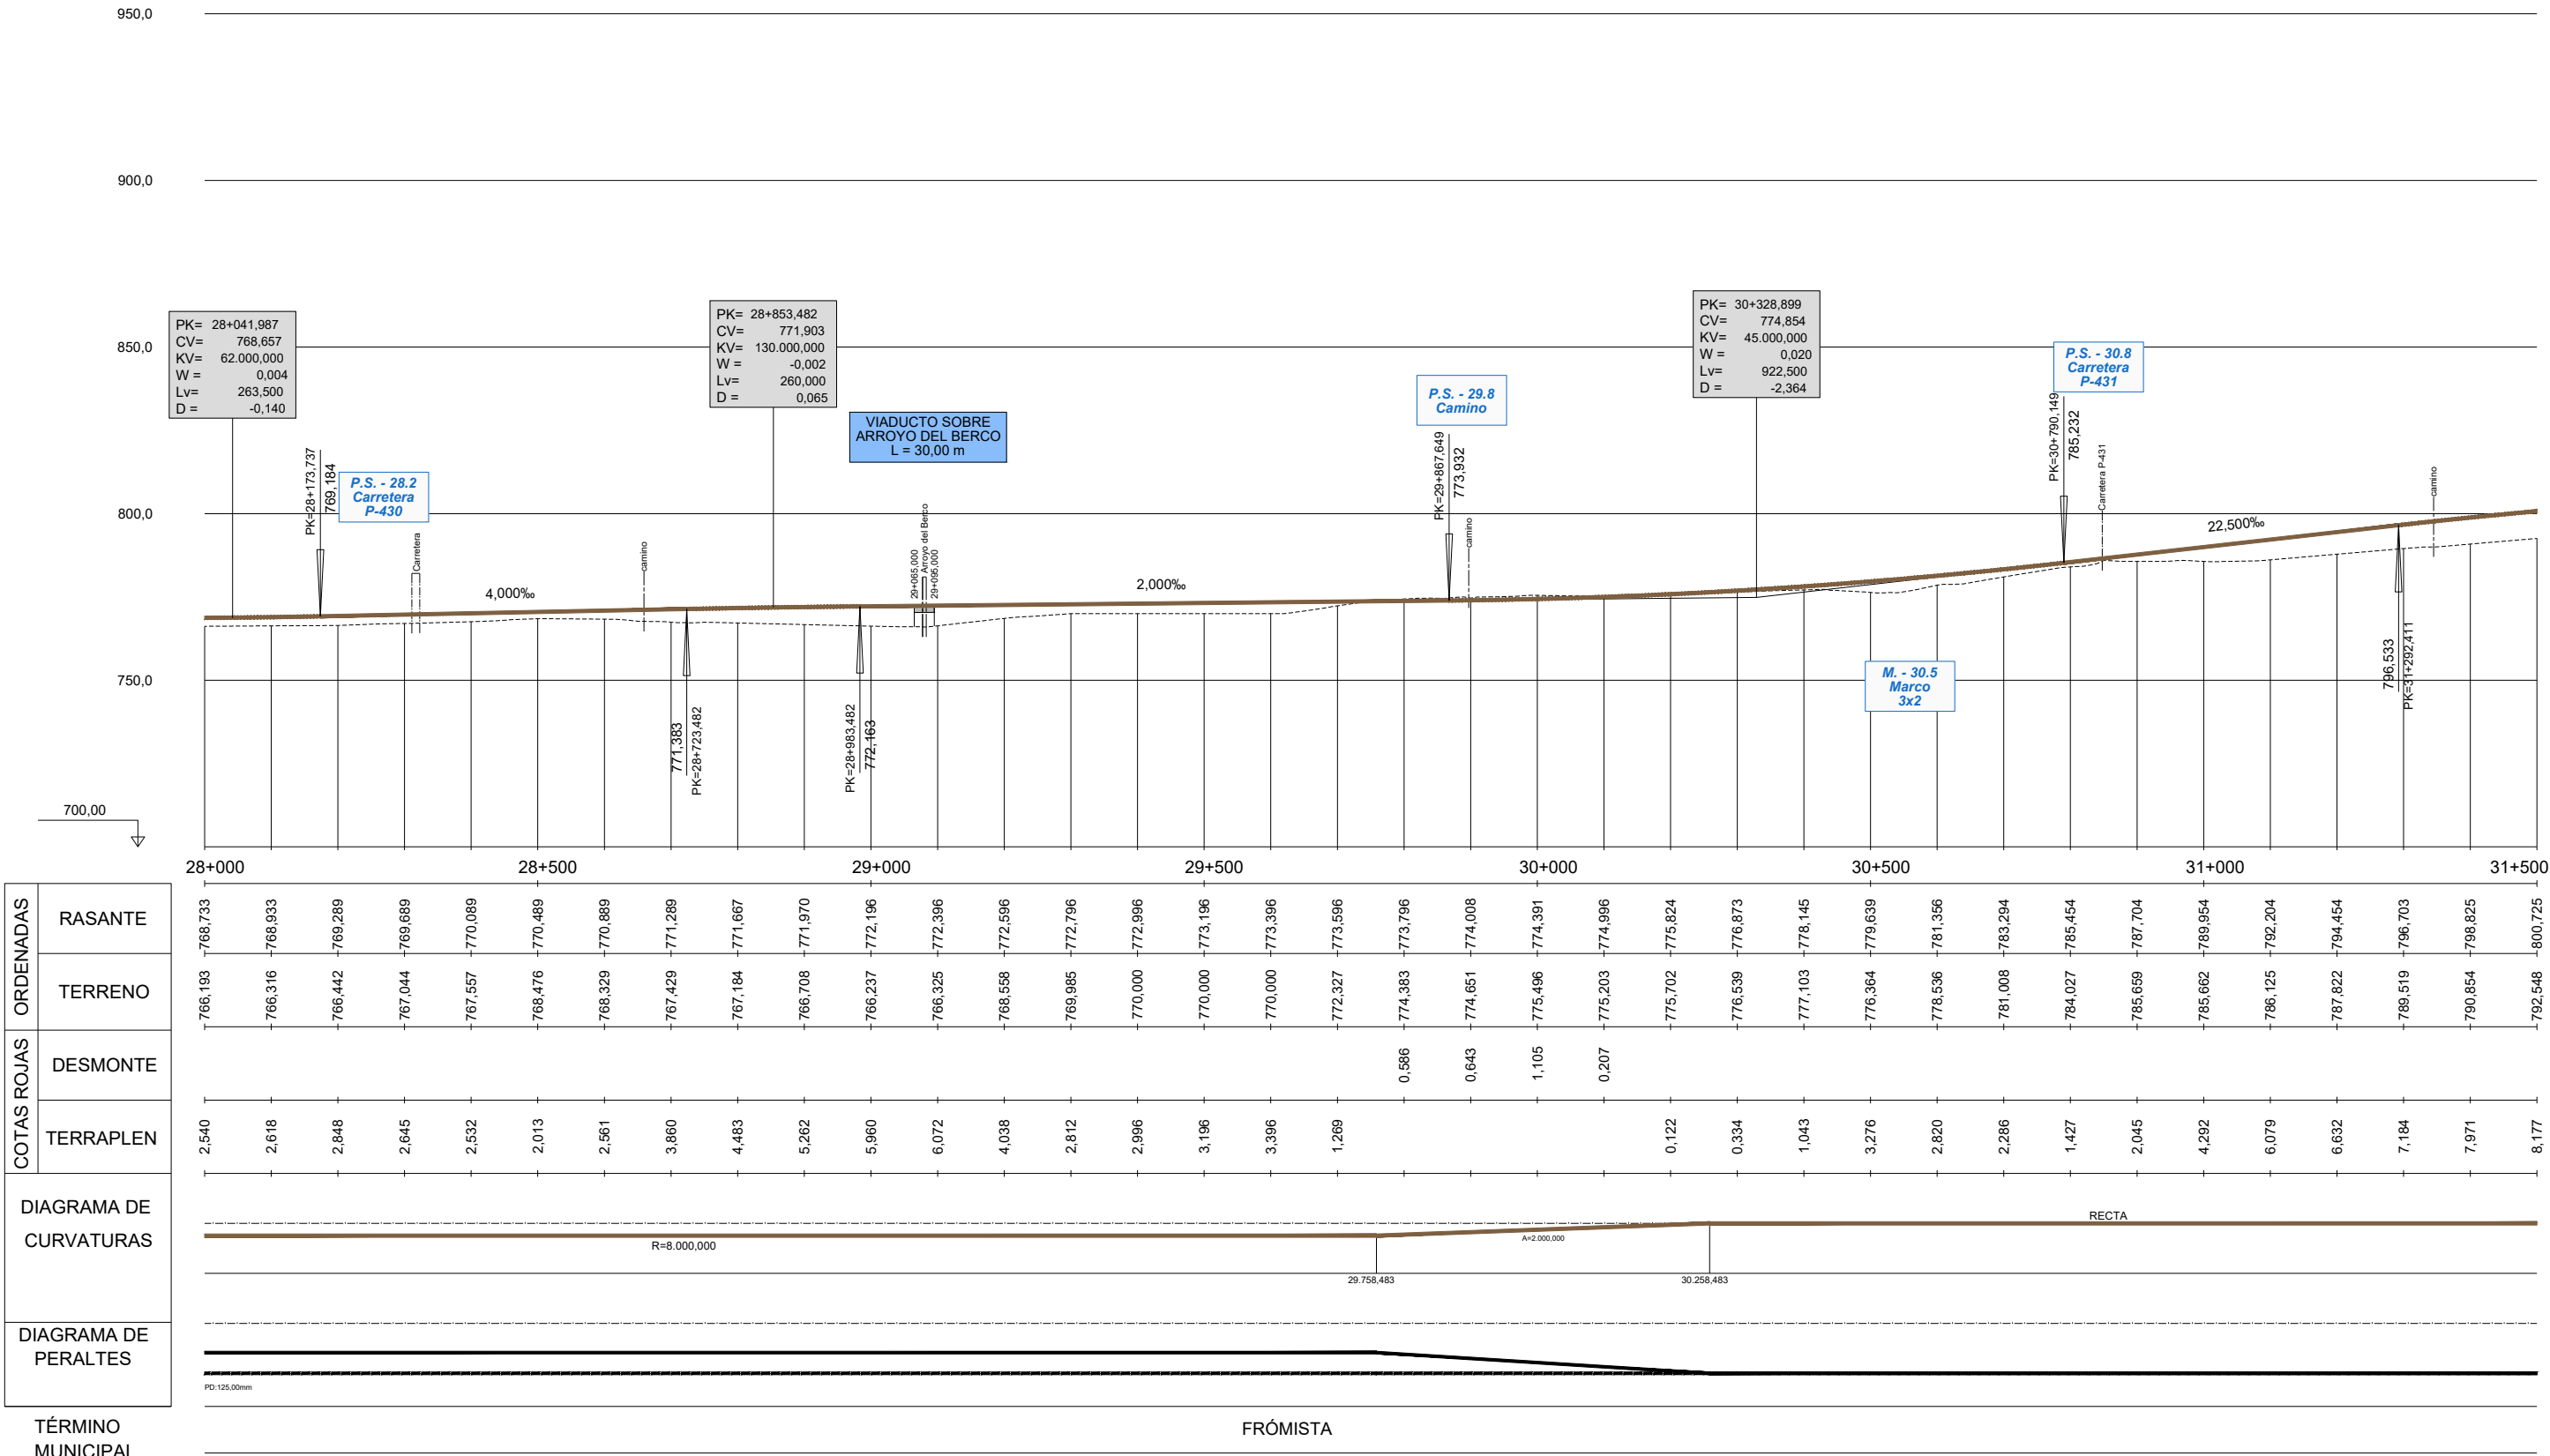 950,0
900,0
850,0
800,0
750,0
700,00
PK= 28+041,987
CV= 768,657
KV= 62.000,000
W = 0,004
Lv= 263,500
D = -0,140
PK=28+173,737
769,184
P.S. - 28.2
Carretera
P-430
Carretera
4,000‰
camino
771,383
PK=28+723,482
PK= 28+853,482
CV= 771,903
KV= 130.000,000
W = -0,002
Lv= 260,000
D = 0,065
VIADUCTO SOBRE
ARROYO DEL BERCO
L = 30,00 m
PK=28+983,482
772,163
29+065,000
Arroyo del Berco
29+095,000
2,000‰
P.S. - 29.8
Camino
PK=29+867,649
773,932
camino
PK= 30+328,899
CV= 774,854
KV= 45.000,000
W = 0,020
Lv= 922,500
D = -2,364
M. - 30.5
Marco
3x2
P.S. - 30.8
Carretera
P-431
PK=30+790,149
785,232
Carretera P-431
22,500‰
796,533
PK=31+292,411
camino
28+000 28+500 29+000 29+500 30+000 30+500 31+000 31+500
ORDENADAS
RASANTE
768,733 768,933 769,289 769,689 770,089 770,489 770,889 771,289 771,667 771,970 772,196 772,396 772,596 772,796 772,996 773,196 773,396 773,596 773,796 774,008 774,391 774,996 775,824 776,873 778,145 779,639 781,356 783,294 785,454 787,704 789,954 792,204 794,454 796,703 798,825 800,725
TERRENO
766,193 766,316 766,442 767,044 767,557 768,476 768,329 767,429 767,184 766,708 766,237 766,325 768,558 769,985 770,000 770,000 770,000 772,327 774,383 774,651 775,496 775,203 775,702 776,539 777,103 776,364 778,536 781,008 784,027 785,659 785,662 786,125 787,822 789,519 790,854 792,548
COTAS ROJAS
DESMONTE
0,586 0,643 1,105 0,207
TERRAPLEN
2,540 2,618 2,848 2,645 2,532 2,013 2,561 3,860 4,483 5,262 5,960 6,072 4,038 2,812 2,996 3,196 3,396 1,269 0,122 0,334 1,043 3,276 2,820 2,286 1,427 2,045 4,292 6,079 6,632 7,184 7,971 8,177
DIAGRAMA DE
CURVATURAS
R=8.000,000
A=2.000,000
RECTA
29.758,483
30.258,483
DIAGRAMA DE
PERALTES
PD:125,00mm
TÉRMINO
MUNICIPAL
FRÓMISTA